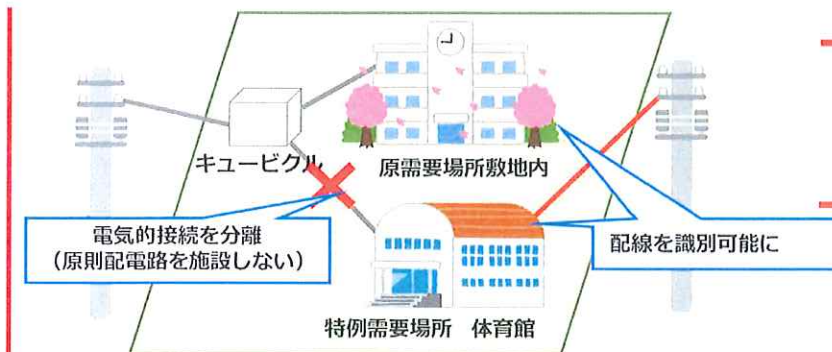 キュービクル
原需要場所敷地内
電気的接続を分離
(原則配電路を施設しない)
配線を識別可能に
特例需要場所 体育館